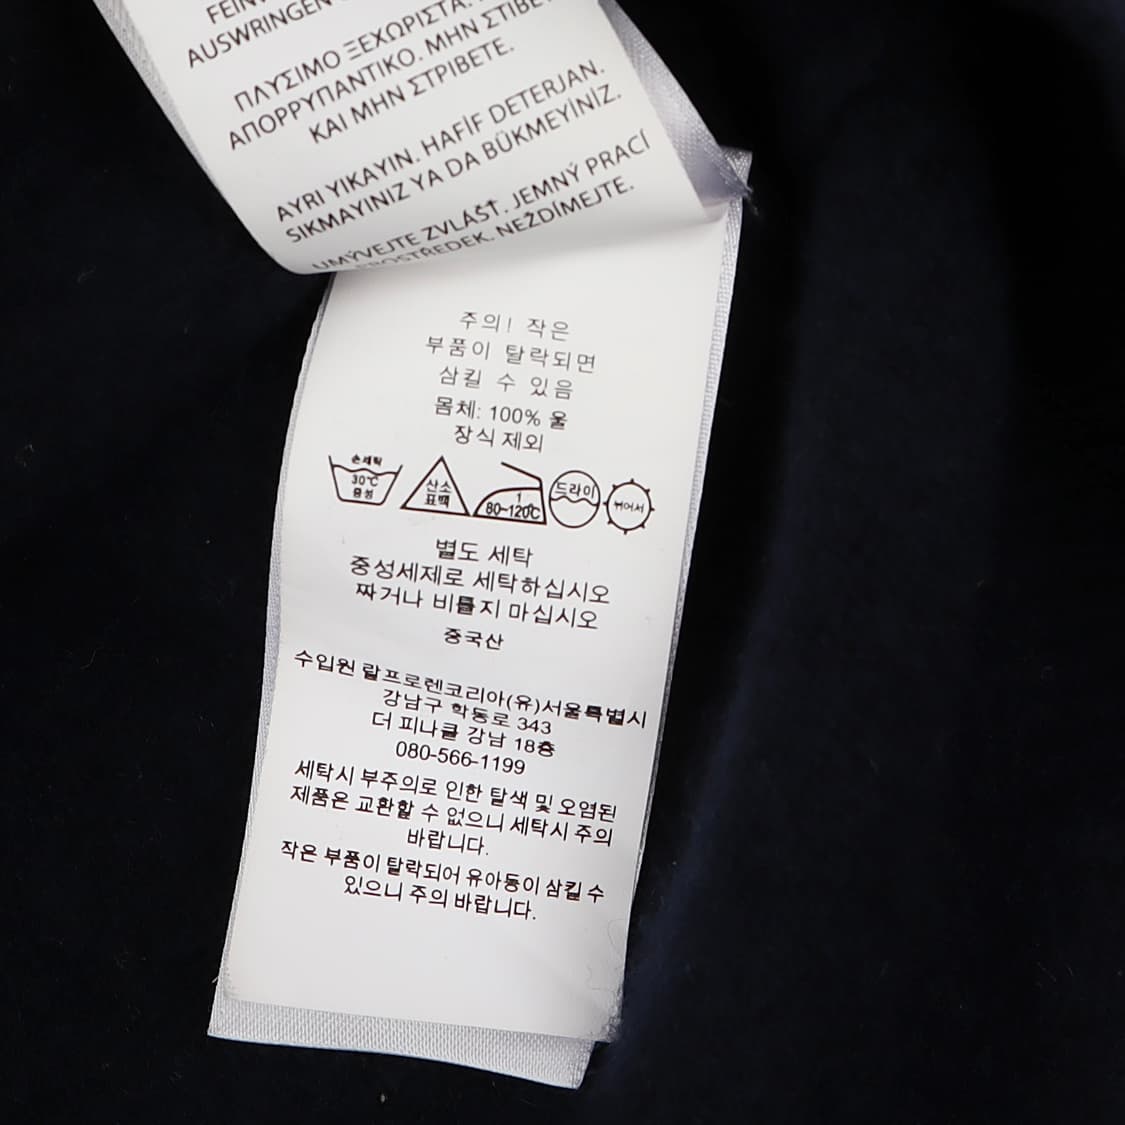 FEINW
AUSWRINGEN
ΠΛΥΣΙΜΟ ΞΕΧΩΡΙΣΤΑ.
ΑΠΟΡΡΥΠΑΝΤΙΚΟ. ΜΗΝ ΣΤΙΒΕΤ
ΚΑΙ ΜΗΝ ΣΤΡΙΒΕΤΕ.
AYRI YIKAYIN. HAFİF DETERJAN.
SIKMAYINIZ YA DA BÜKMEYİNİZ.
UMÝVEJTE ZVLÁŠŤ. JEMNÝ PRACÍ
PROSTŘEDEK. NEŽDÍMEJTE.
주의! 작은
부품이 탈락되면
삼킬 수 있음
몸체: 100% 울
장식 제외
손세탁 30℃ 중성
산소 표백
1 80~120℃
드라이
뉘어서
별도 세탁
중성세제로 세탁하십시오
짜거나 비틀지 마십시오
중국산
수입원 랄프로렌코리아(유)서울특별시
강남구 학동로 343
더 피나클 강남 18층
080-566-1199
세탁시 부주의로 인한 탈색 및 오염된
제품은 교환할 수 없으니 세탁시 주의
바랍니다.
작은 부품이 탈락되어 유아동이 삼킬 수
있으니 주의 바랍니다.